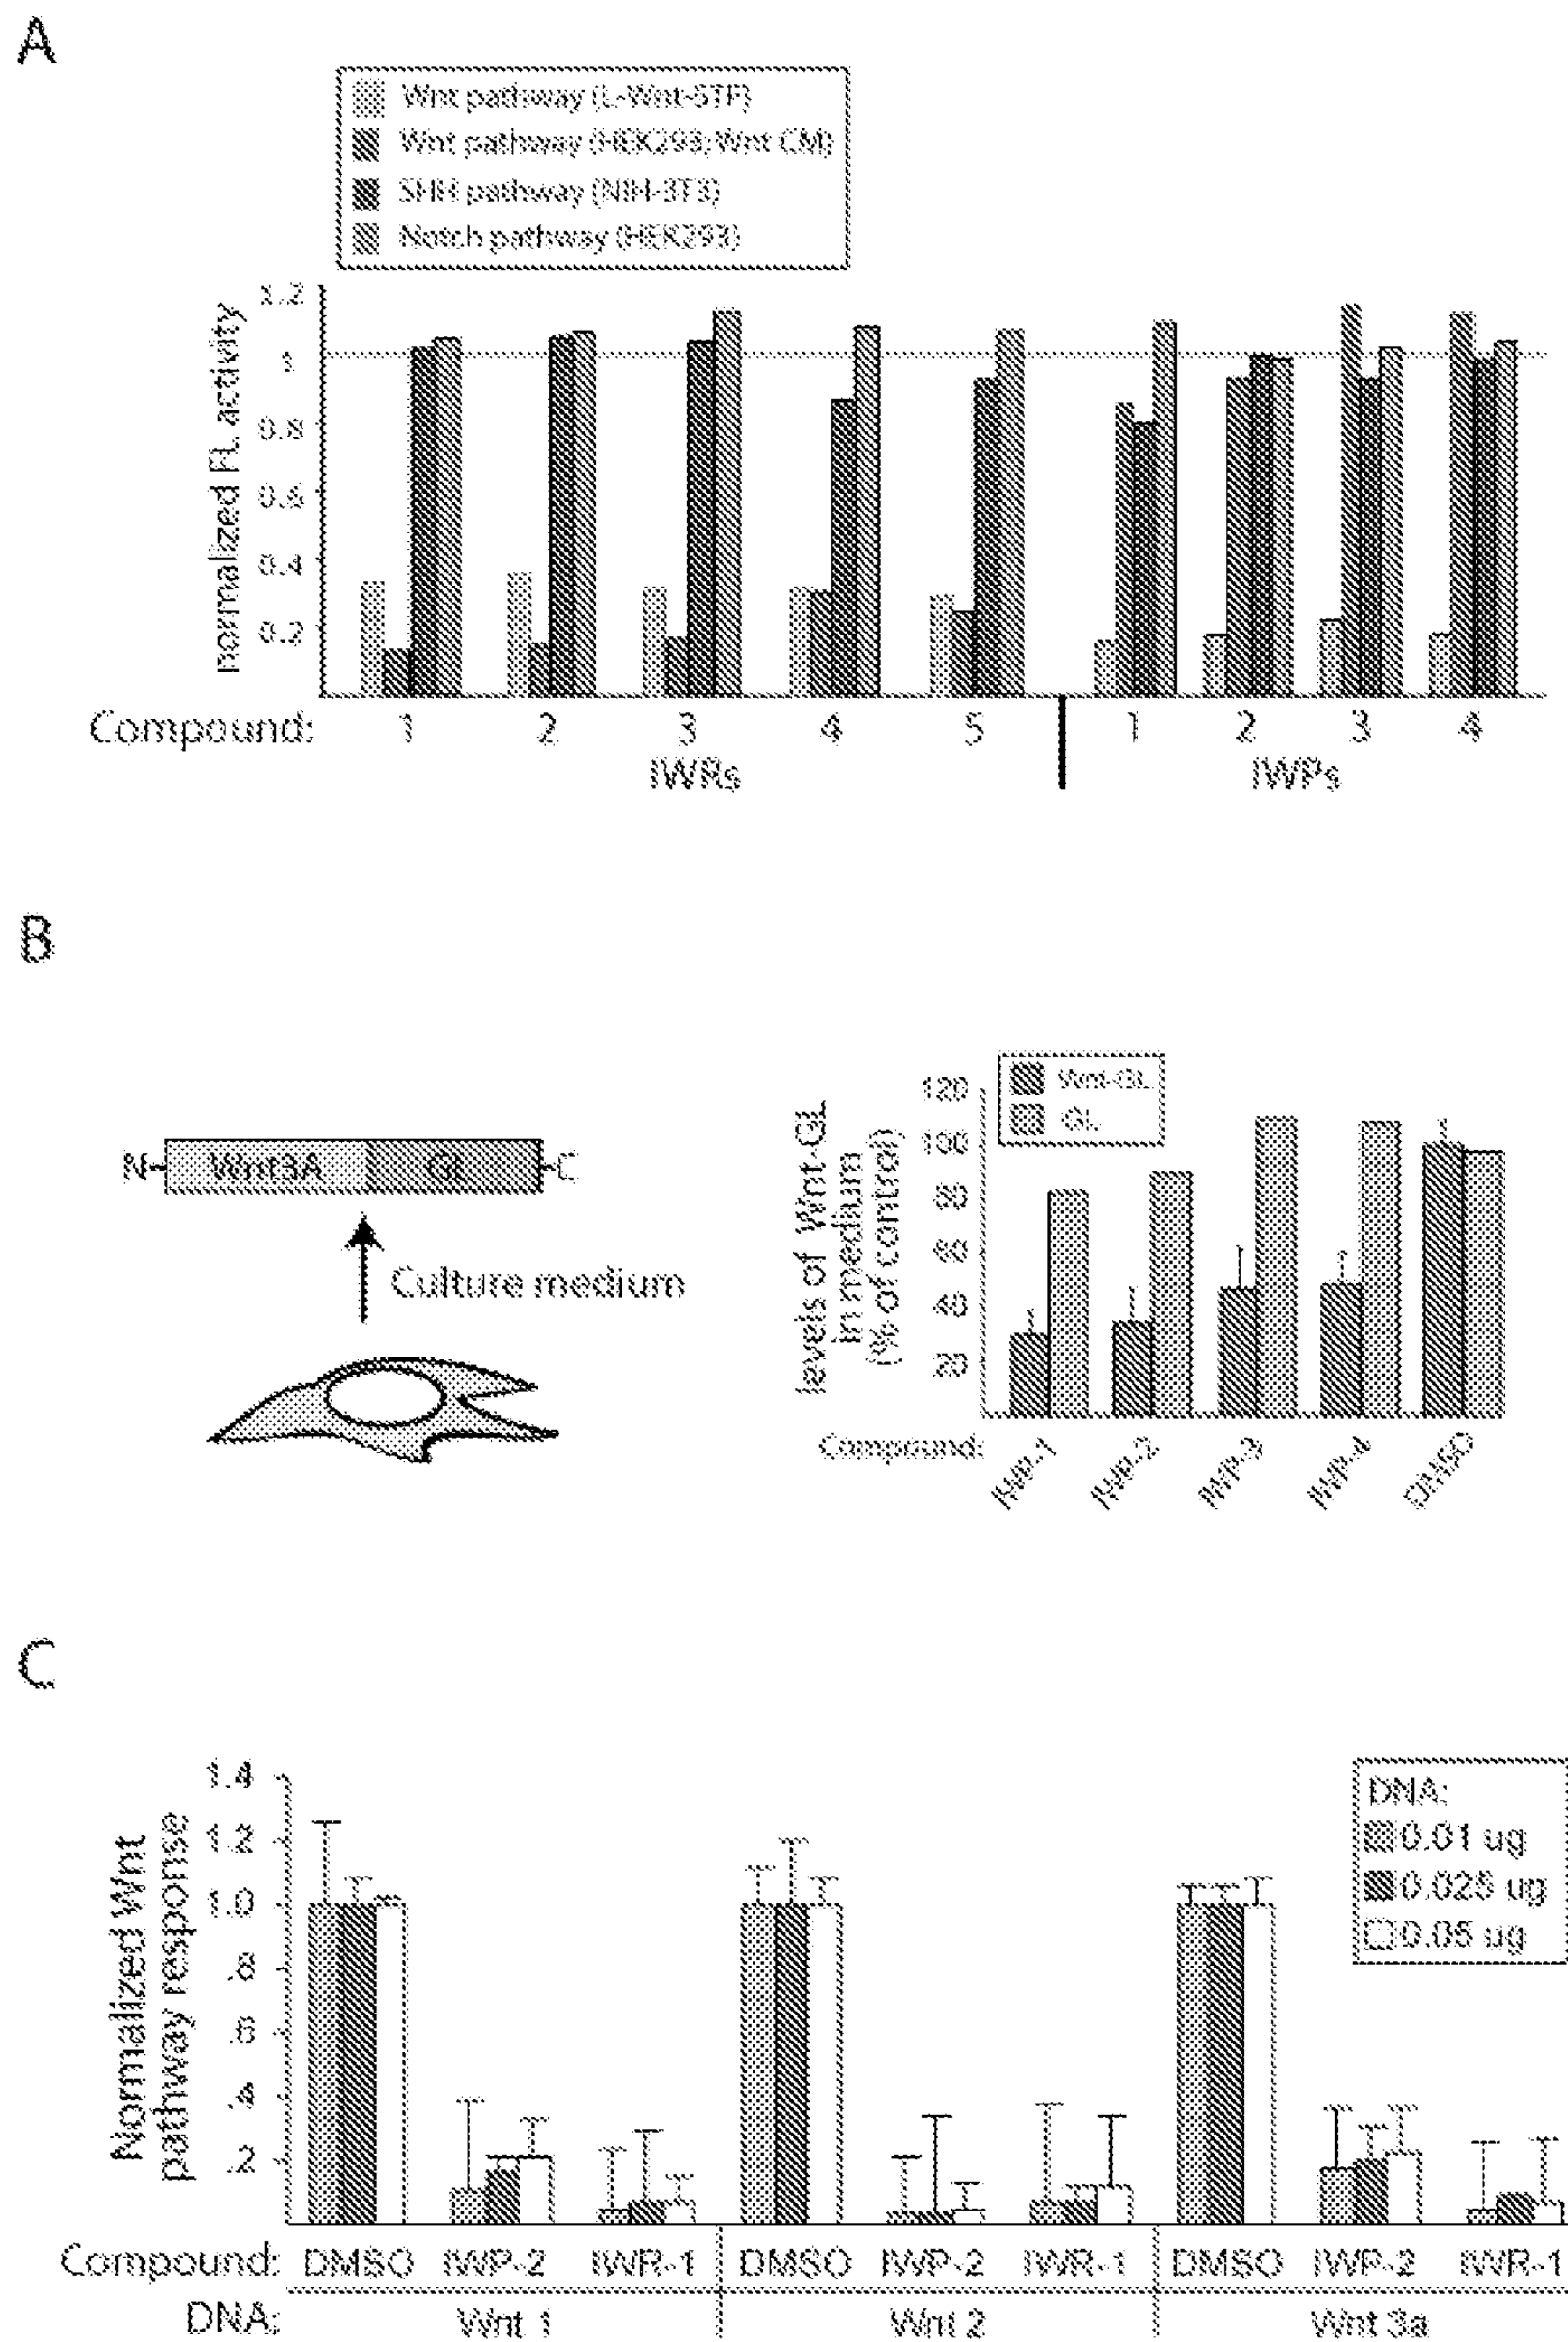 A
Wnt pathway (L-Wnt-STF)
Wnt pathway (HEK293; Wnt CM)
SHH pathway (NIH-3T3)
Notch pathway (HEK293)
normalized FL activity
1.2
1
0.8
0.6
0.4
0.2
Compound: 1 2 3 4 5 1 2 3 4
IWRs IWPs
B
N- Wnt3A GL -C
Culture medium
levels of Wnt-GL
in medium
(% of control)
120
100
80
60
40
20
Wnt-GL
GL
Compound: IWP-1 IWP-2 IWP-3 IWP-4 DMSO
C
Normalized Wnt
pathway response
1.4
1.2
1.0
.8
.6
.4
.2
DNA:
0.01 ug
0.025 ug
0.05 ug
Compound: DMSO IWP-2 IWR-1 DMSO IWP-2 IWR-1 DMSO IWP-2 IWR-1
DNA: Wnt 1 Wnt 2 Wnt 3a